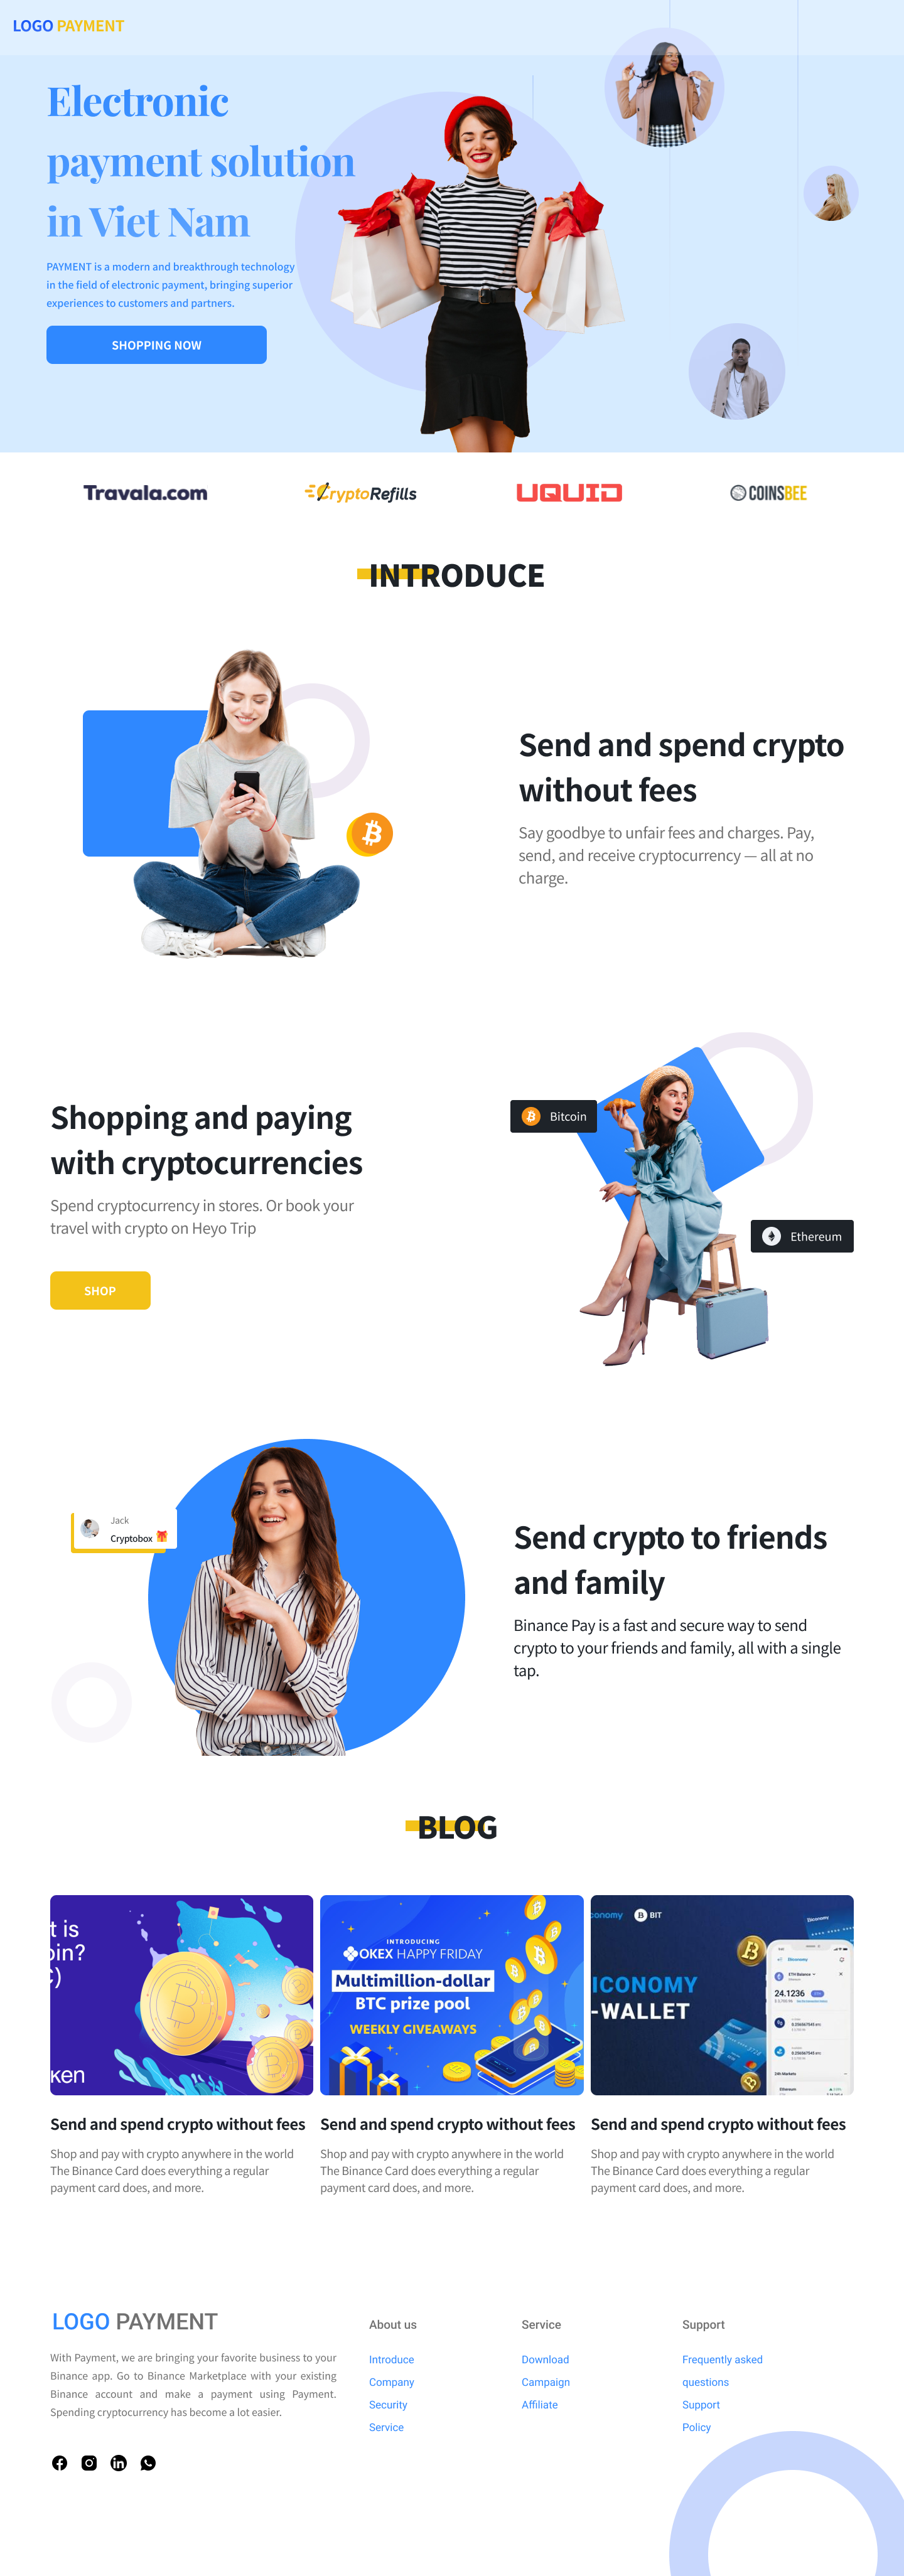 LOGO PAYMENT
Electronic
payment solution
in Viet Nam
PAYMENT is a modern and breakthrough technology
in the field of electronic payment, bringing superior
experiences to customers and partners.
SHOPPING NOW
Travala.com
CryptoRefills
UQUID
COINSBEE
INTRODUCE
Send and spend crypto
without fees
Say goodbye to unfair fees and charges. Pay,
send, and receive cryptocurrency — all at no
charge.
Shopping and paying
with cryptocurrencies
Spend cryptocurrency in stores. Or book your
travel with crypto on Heyo Trip
SHOP
Bitcoin
Ethereum
Jack
Cryptobox
Send crypto to friends
and family
Binance Pay is a fast and secure way to send
crypto to your friends and family, all with a single
tap.
BLOG
t is
oin?
C)
ken
INTRODUCING
OKEX HAPPY FRIDAY
Multimillion-dollar
BTC prize pool
WEEKLY GIVEAWAYS
conomy
BIT
ICONOMY
-WALLET
Biconomy
ETH Balance
24.1236
Ethereum
Send and spend crypto without fees
Shop and pay with crypto anywhere in the world
The Binance Card does everything a regular
payment card does, and more.
Send and spend crypto without fees
Shop and pay with crypto anywhere in the world
The Binance Card does everything a regular
payment card does, and more.
Send and spend crypto without fees
Shop and pay with crypto anywhere in the world
The Binance Card does everything a regular
payment card does, and more.
LOGO PAYMENT
With Payment, we are bringing your favorite business to your
Binance app. Go to Binance Marketplace with your existing
Binance account and make a payment using Payment.
Spending cryptocurrency has become a lot easier.
About us
Introduce
Company
Security
Service
Service
Download
Campaign
Affiliate
Support
Frequently asked
questions
Support
Policy